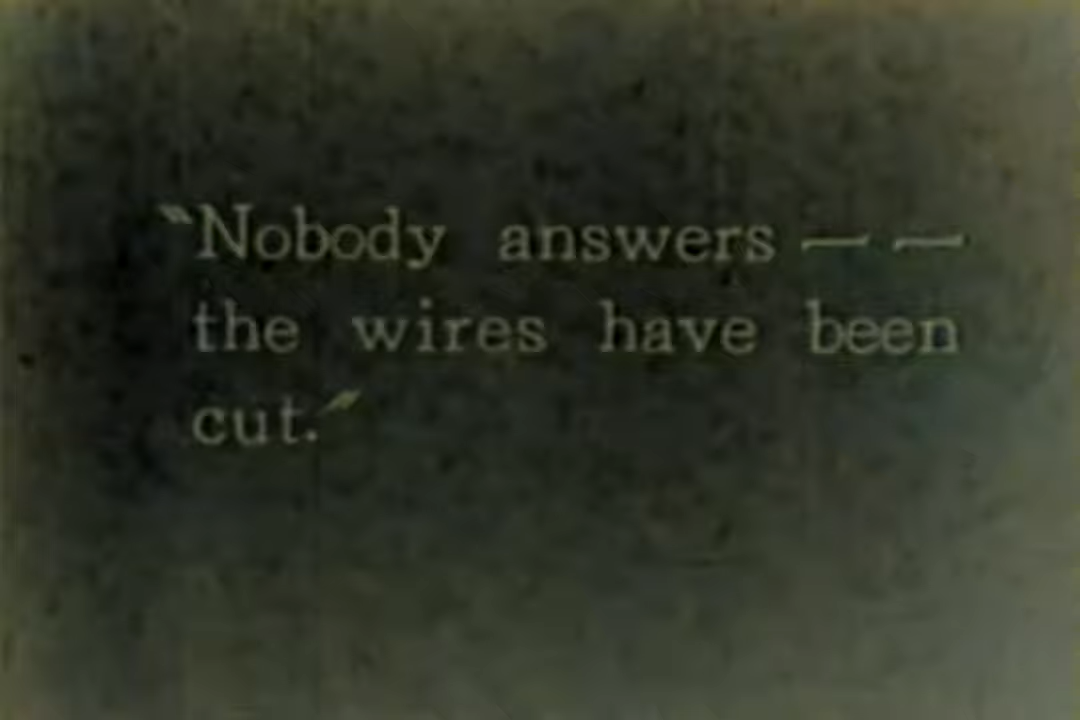 "Nobody answers — —
the wires have been
cut."